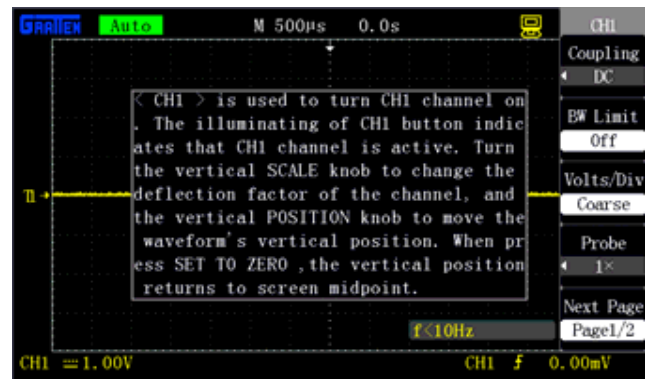 GRATTEN Auto M 500μs 0.0s CH1
Coupling
DC
BW Limit
Off
Volts/Div
Coarse
Probe
1×
Next Page
Page1/2
< CH1 > is used to turn CH1 channel on
. The illuminating of CH1 button indic
ates that CH1 channel is active. Turn
the vertical SCALE knob to change the
deflection factor of the channel, and
the vertical POSITION knob to move the
waveform's vertical position. When pr
ess SET TO ZERO ,the vertical position
returns to screen midpoint.
f<10Hz
CH1 1.00V CH1 0.00mV